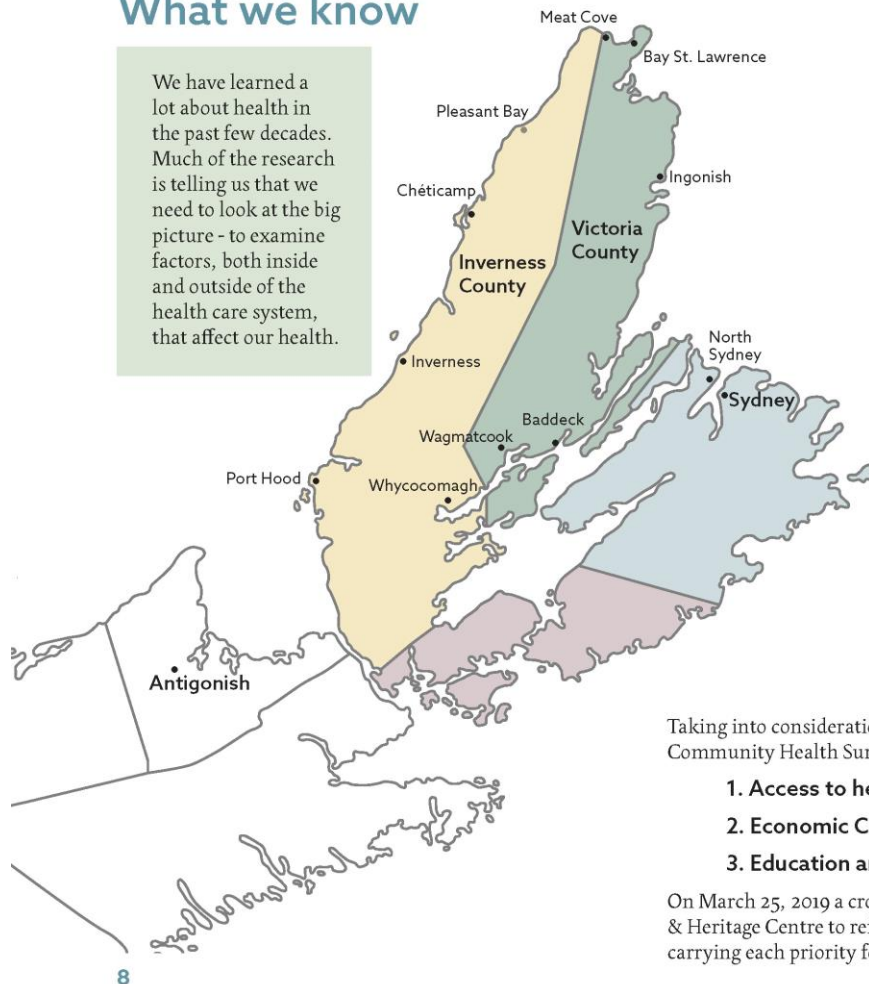 What we know
We have learned a
lot about health in
the past few decades.
Much of the research
is telling us that we
need to look at the big
picture - to examine
factors, both inside
and outside of the
health care system,
that affect our health.
Meat Cove
Bay St. Lawrence
Pleasant Bay
Ingonish
Chéticamp
Victoria
County
Inverness
County
North
Sydney
Inverness
Sydney
Baddeck
Wagmatcook
Port Hood
Whycocomagh
Antigonish
Taking into consideratio
Community Health Sur
1. Access to he
2. Economic C
3. Education a
On March 25, 2019 a cro
& Heritage Centre to re
carrying each priority f
8